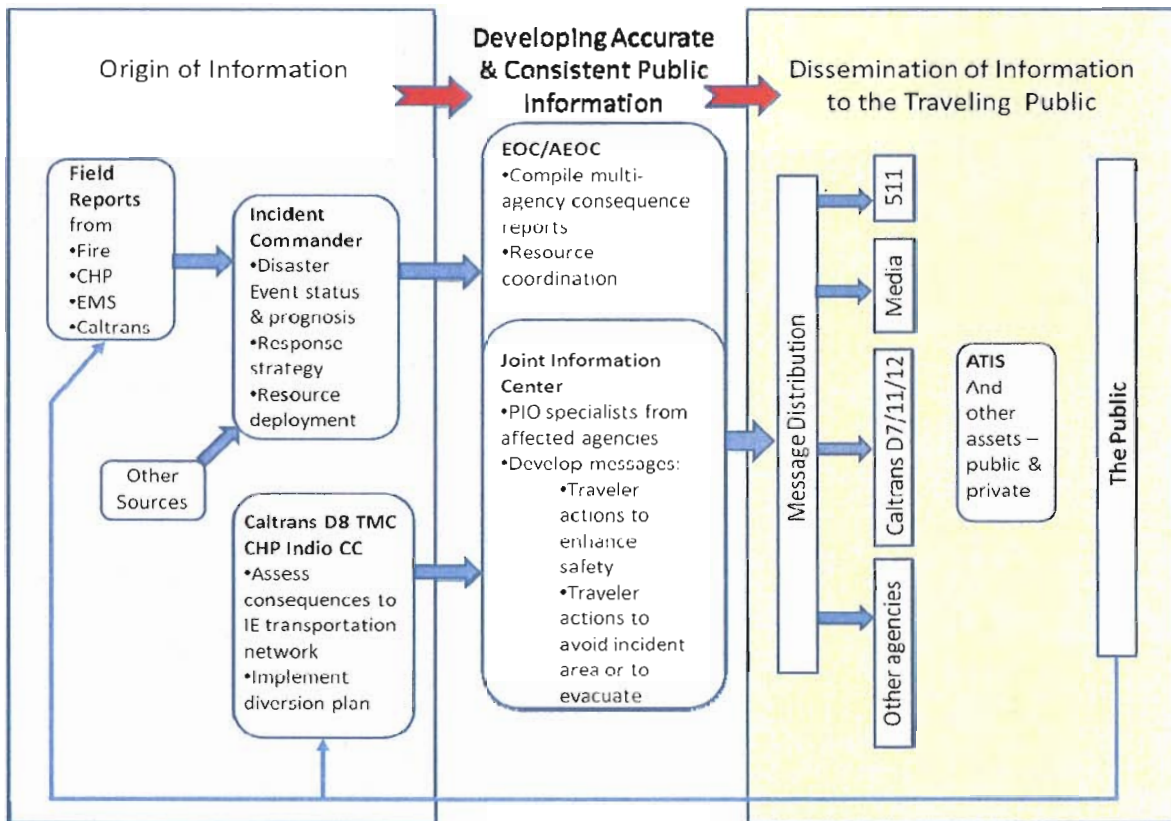 Origin of Information
Developing Accurate
& Consistent Public
Information
Dissemination of Information
to the Traveling Public
Field
Reports
from
•Fire
•CHP
•EMS
•Caltrans
Other
Sources
Incident
Commander
•Disaster
Event status
& prognosis
•Response
strategy
•Resource
deployment
Caltrans D8 TMC
CHP Indio CC
•Assess
consequences to
IE transportation
network
•Implement
diversion plan
EOC/AEOC
•Compile multi-
agency consequence
reports
•Resource
coordination
Joint Information
Center
•PIO specialists from
affected agencies
•Develop messages:
•Traveler
actions to
enhance
safety
•Traveler
actions to
avoid incident
area or to
evacuate
Message Distribution
511
Media
Caltrans D7/11/12
Other agencies
ATIS
And
other
assets –
public &
private
The Public